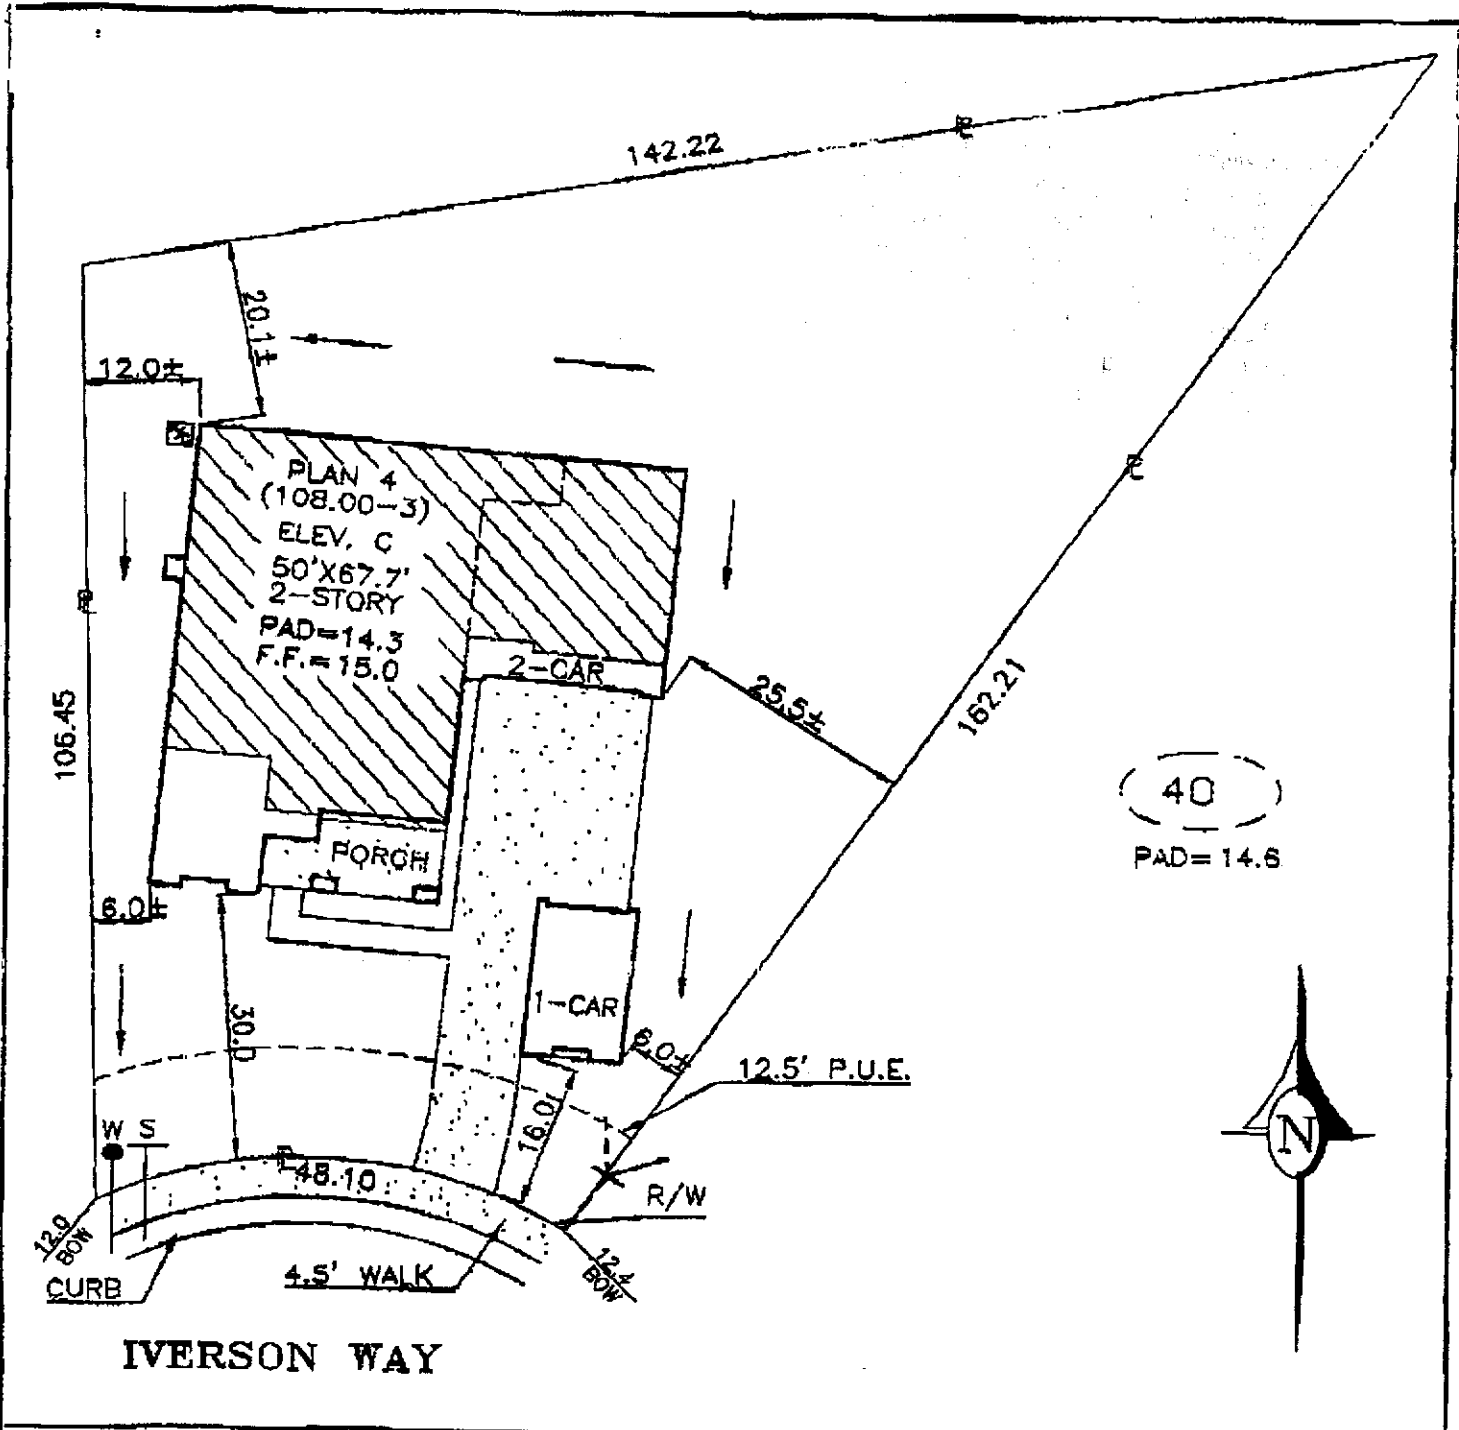 142.22
20.1±
12.0±
PLAN 4
(108.00-3)
ELEV. C
50'X67.7'
2-STORY
PAD=14.3
F.F.=15.0
2-CAR
25.5±
162.21
106.45
40
PAD=14.6
PORCH
6.0±
30.0
1-CAR
6.0±
12.5' P.U.E.
16.0
W S
48.10
R/W
12.0
BOW
12.4
BOW
CURB
4.5' WALK
IVERSON WAY
N